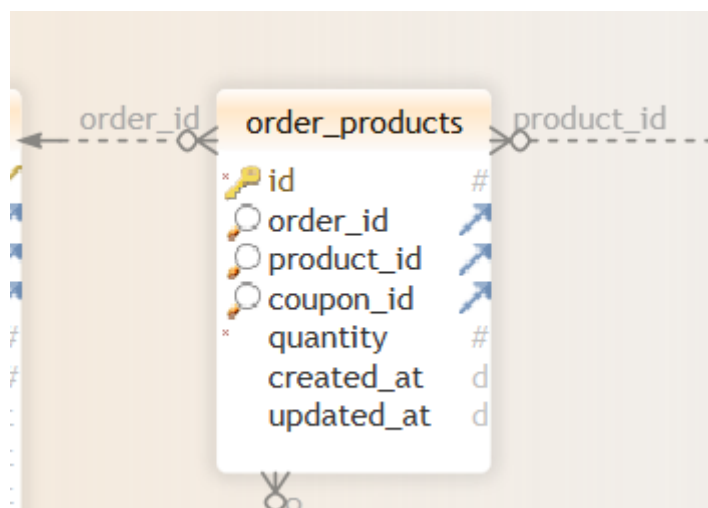 order_id order_products product_id
* id #
order_id
product_id
coupon_id
* quantity #
created_at d
updated_at d
#
#